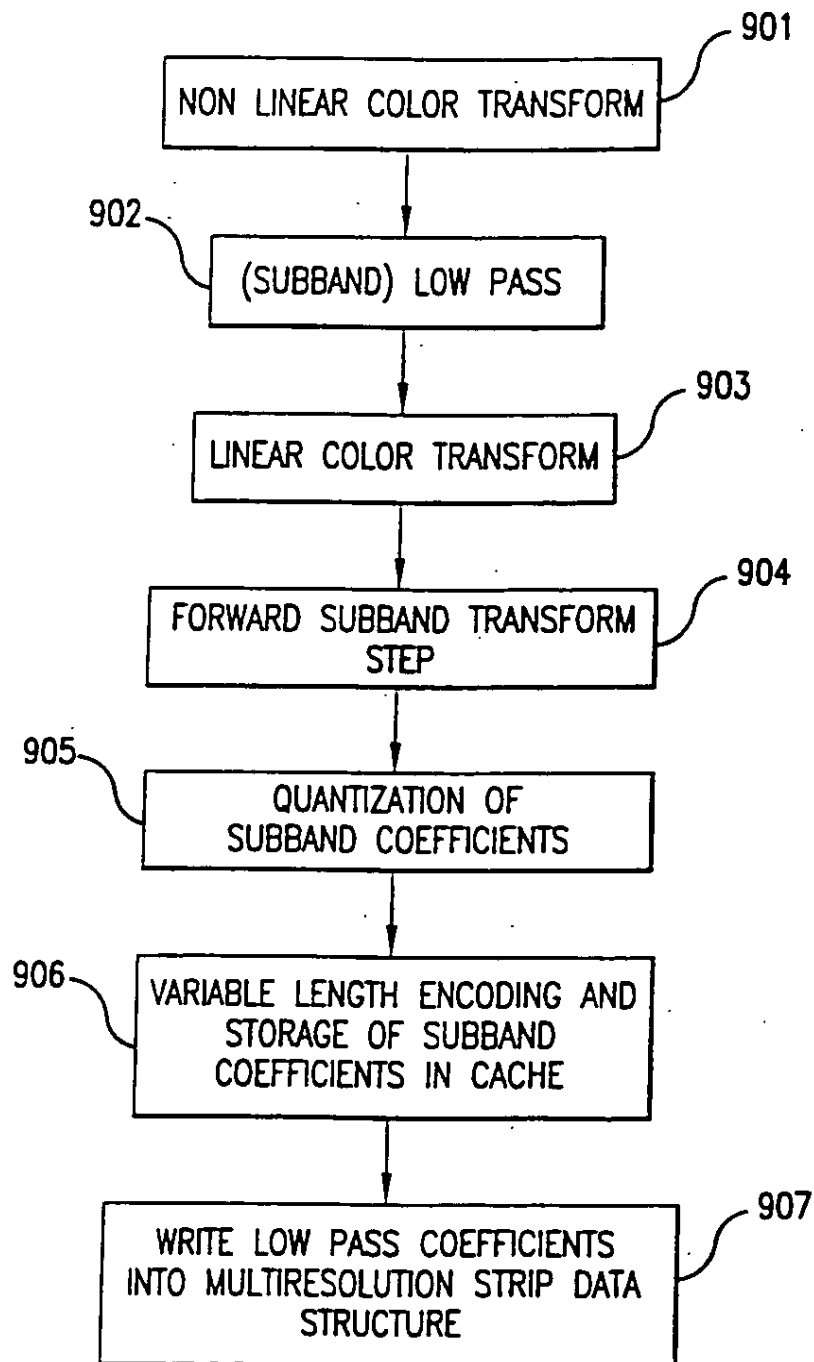 901
NON LINEAR COLOR TRANSFORM
902
(SUBBAND) LOW PASS
903
LINEAR COLOR TRANSFORM
904
FORWARD SUBBAND TRANSFORM
STEP
905
QUANTIZATION OF
SUBBAND COEFFICIENTS
906
VARIABLE LENGTH ENCODING AND
STORAGE OF SUBBAND
COEFFICIENTS IN CACHE
907
WRITE LOW PASS COEFFICIENTS
INTO MULTIRESOLUTION STRIP DATA
STRUCTURE